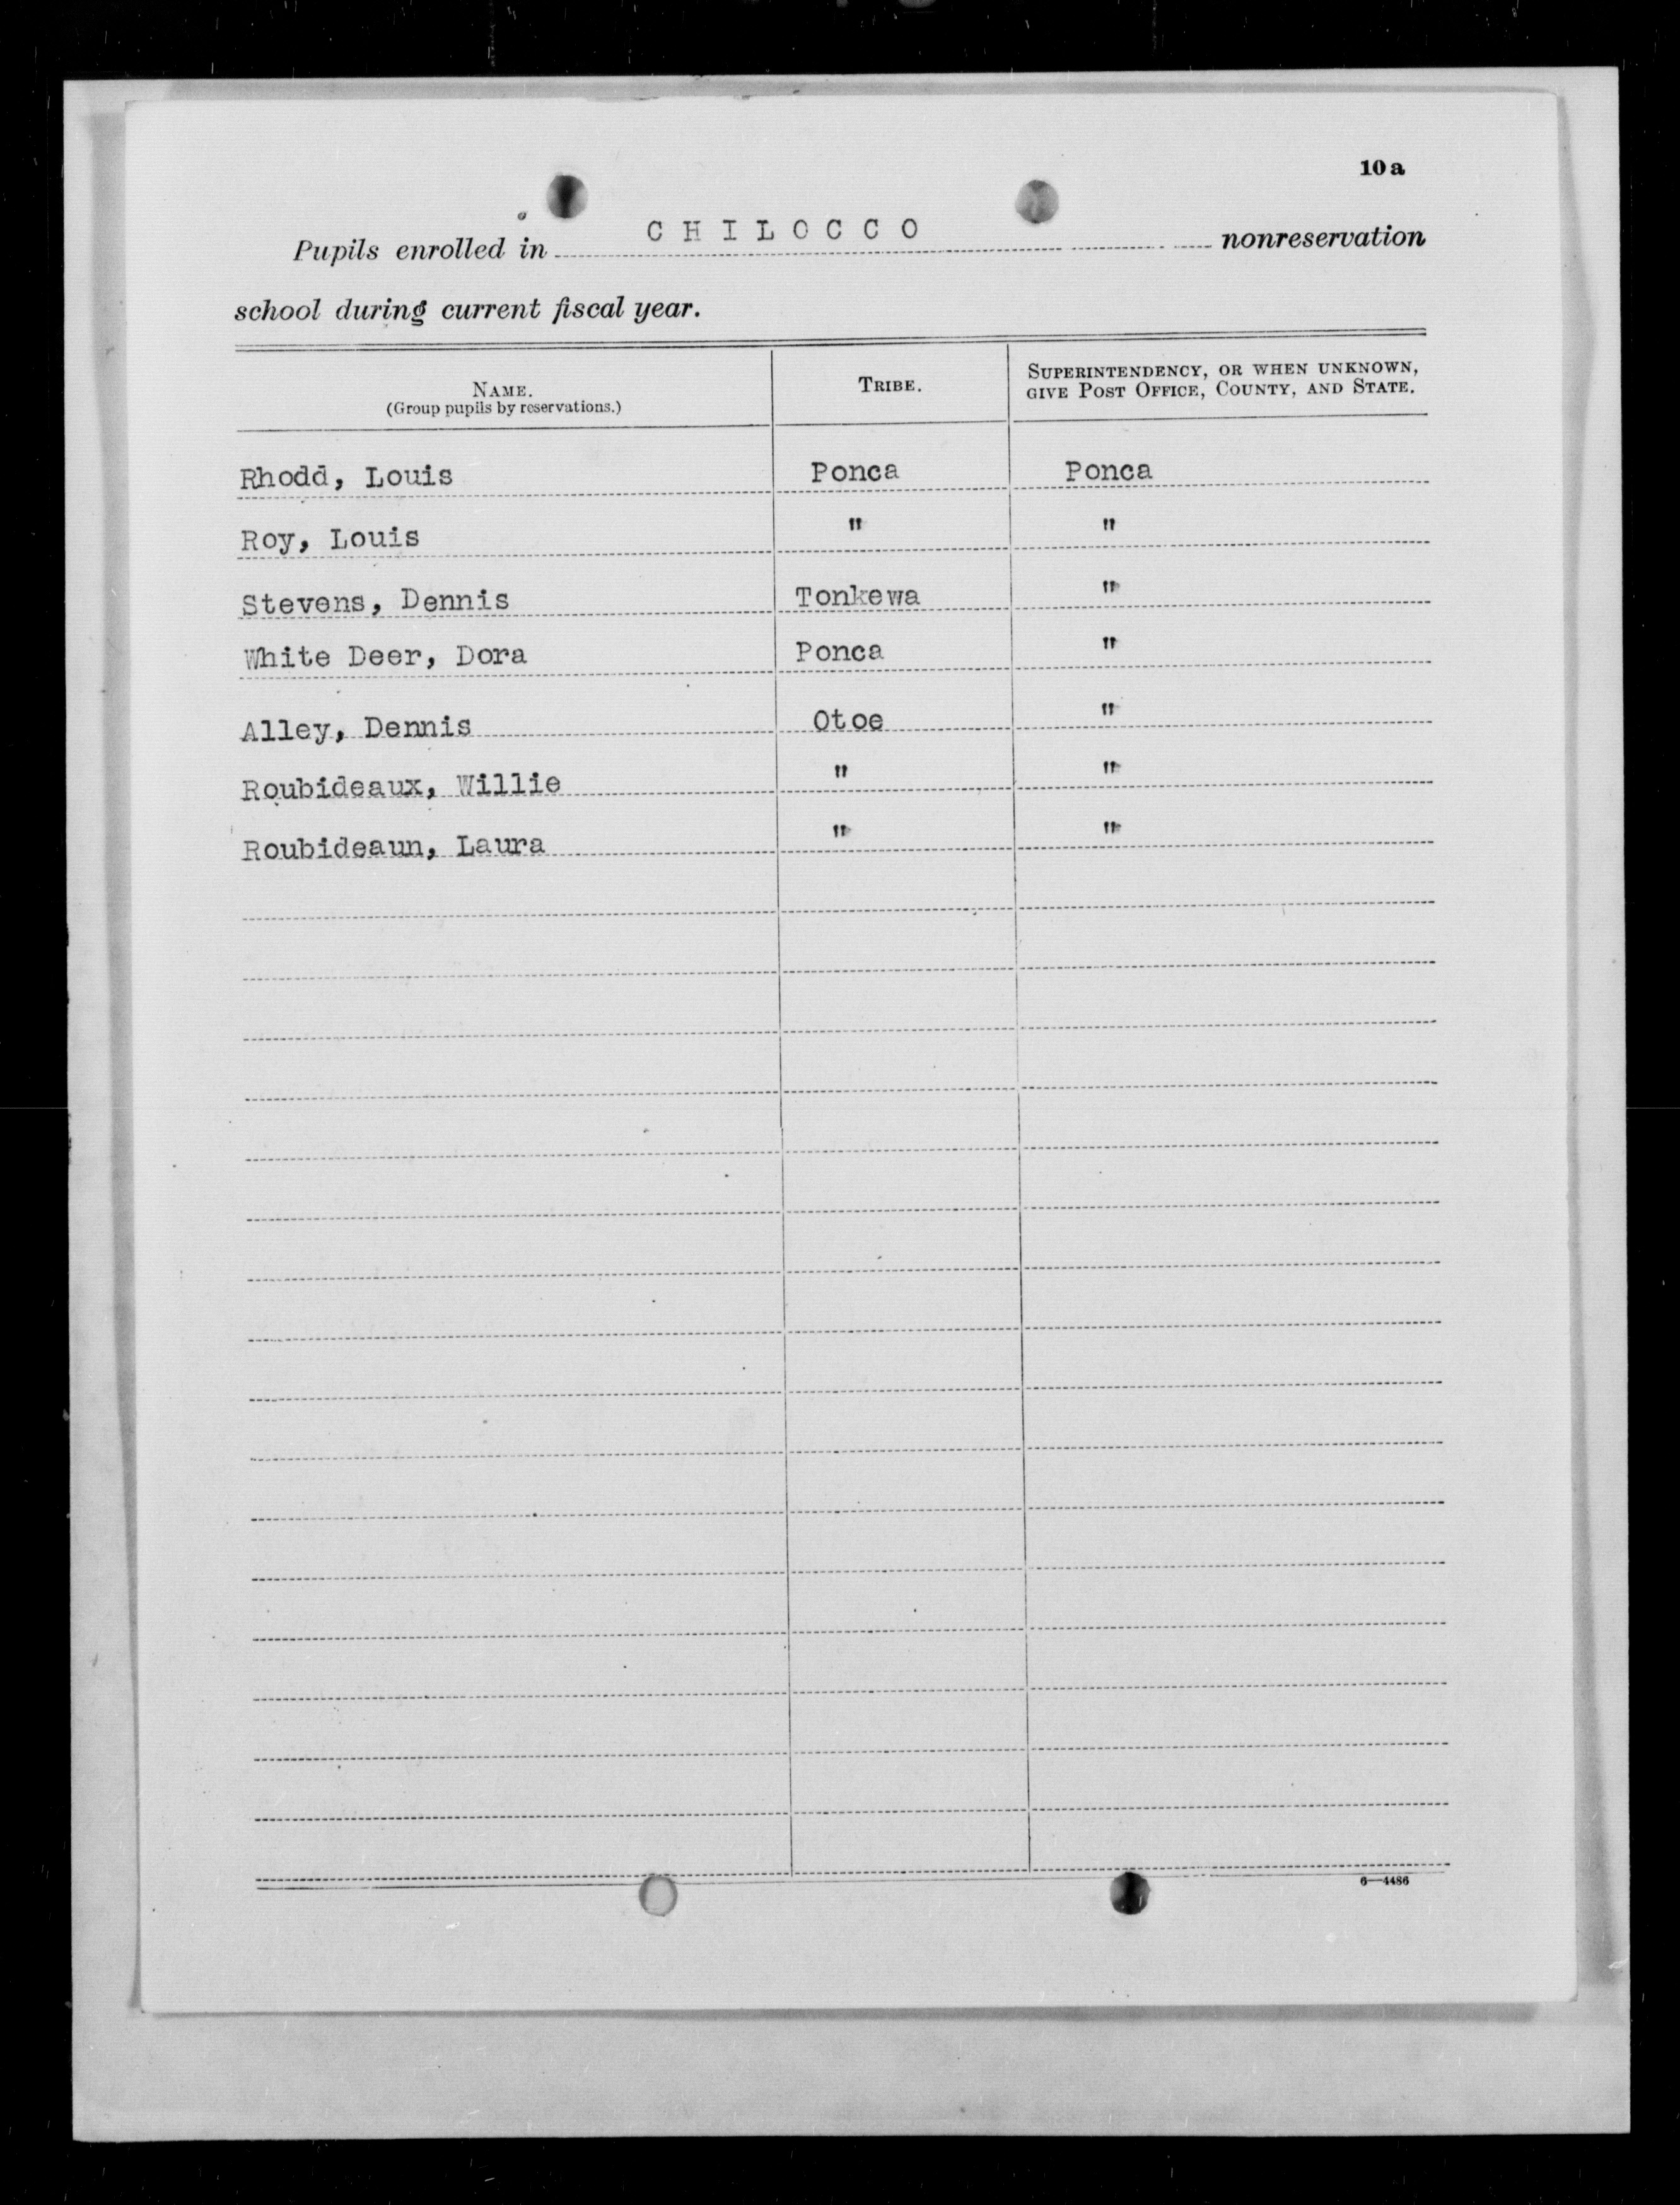 10a
Pupils enrolled in CHILOCCO nonreservation
school during current fiscal year.
NAME. TRIBE. SUPERINTENDENCY, OR WHEN UNKNOWN,
(Group pupils by reservations.) GIVE POST OFFICE, COUNTY, AND STATE.
Rhodd, Louis Ponca Ponca
Roy, Louis " "
Stevens, Dennis Tonkewa "
White Deer, Dora Ponca "
Alley, Dennis Otoe "
Roubideaux, Willie " "
Roubideaun, Laura " "
6—4486